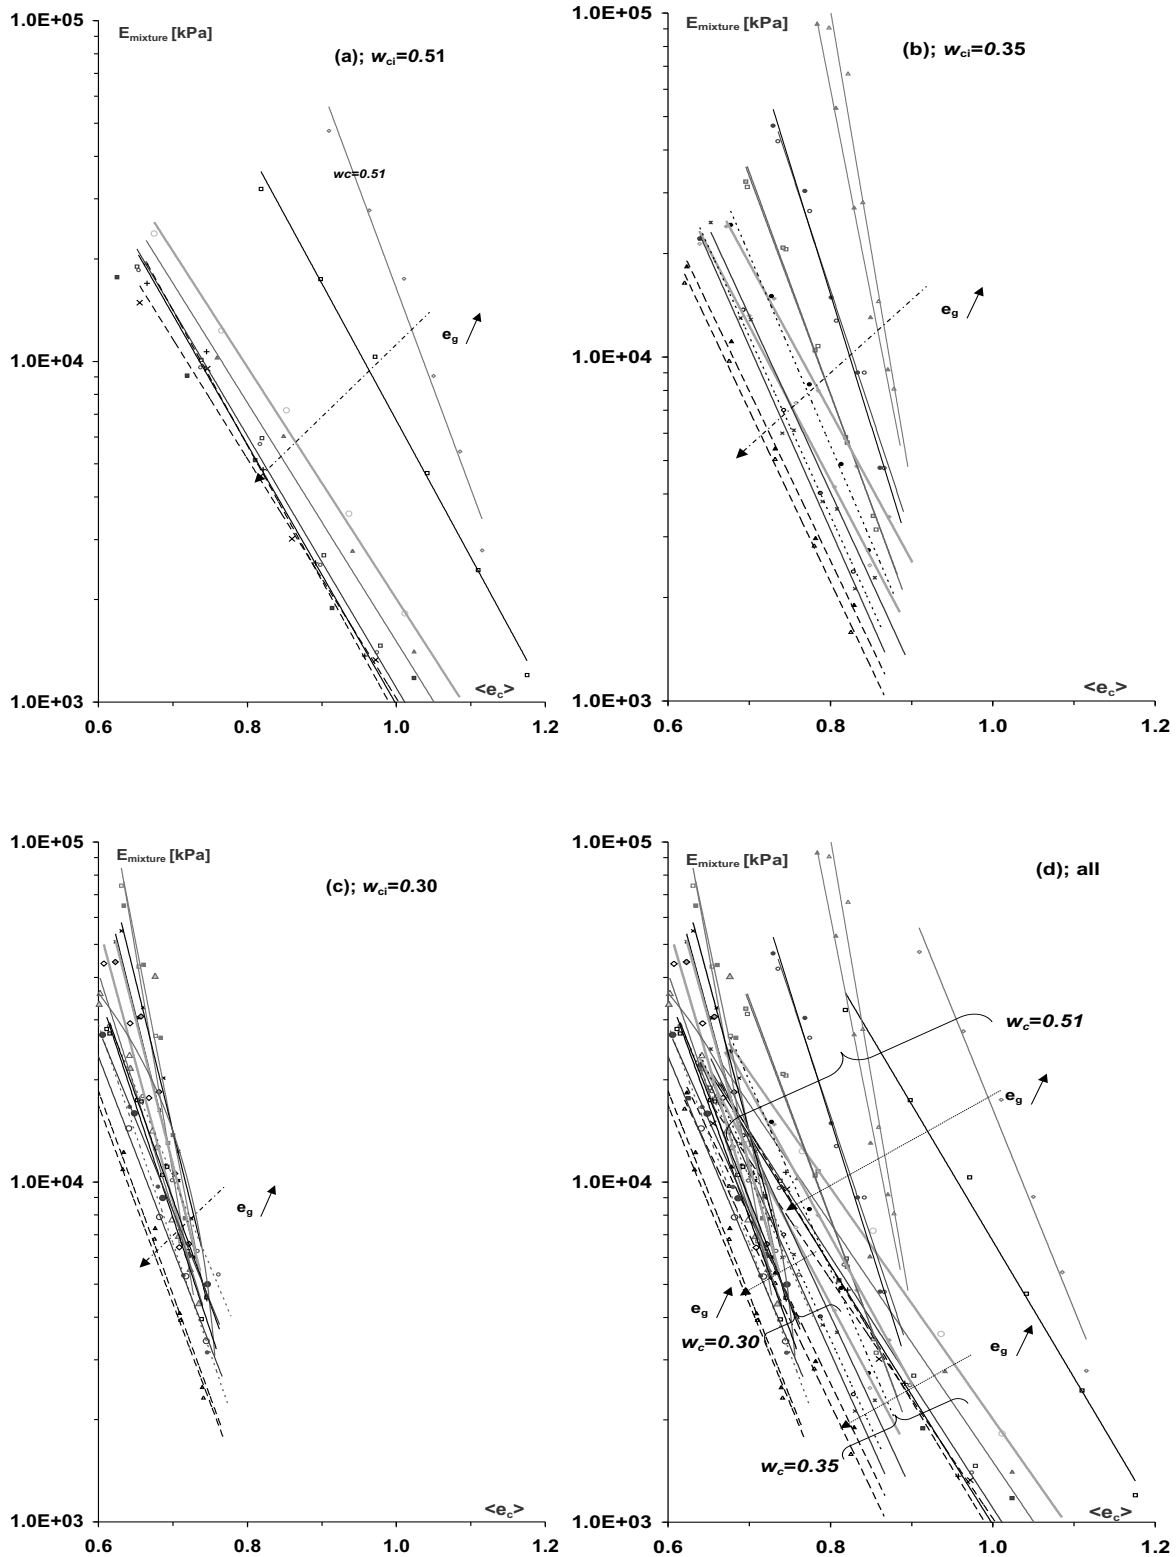 1.0E+05
E_mixture [kPa]
(a); w_ci=0.51
wc=0.51
e_g
1.0E+04
<e_c>
1.0E+03
0.6 0.8 1.0 1.2
1.0E+05
E_mixture [kPa]
(b); w_ci=0.35
e_g
1.0E+04
<e_c>
1.0E+03
0.6 0.8 1.0 1.2
1.0E+05
E_mixture [kPa]
(c); w_ci=0.30
1.0E+04
e_g
<e_c>
1.0E+03
0.6 0.8 1.0 1.2
1.0E+05
E_mixture [kPa]
(d); all
w_c=0.51
e_g
1.0E+04
e_g
w_c=0.30
e_g
w_c=0.35
<e_c>
1.0E+03
0.6 0.8 1.0 1.2